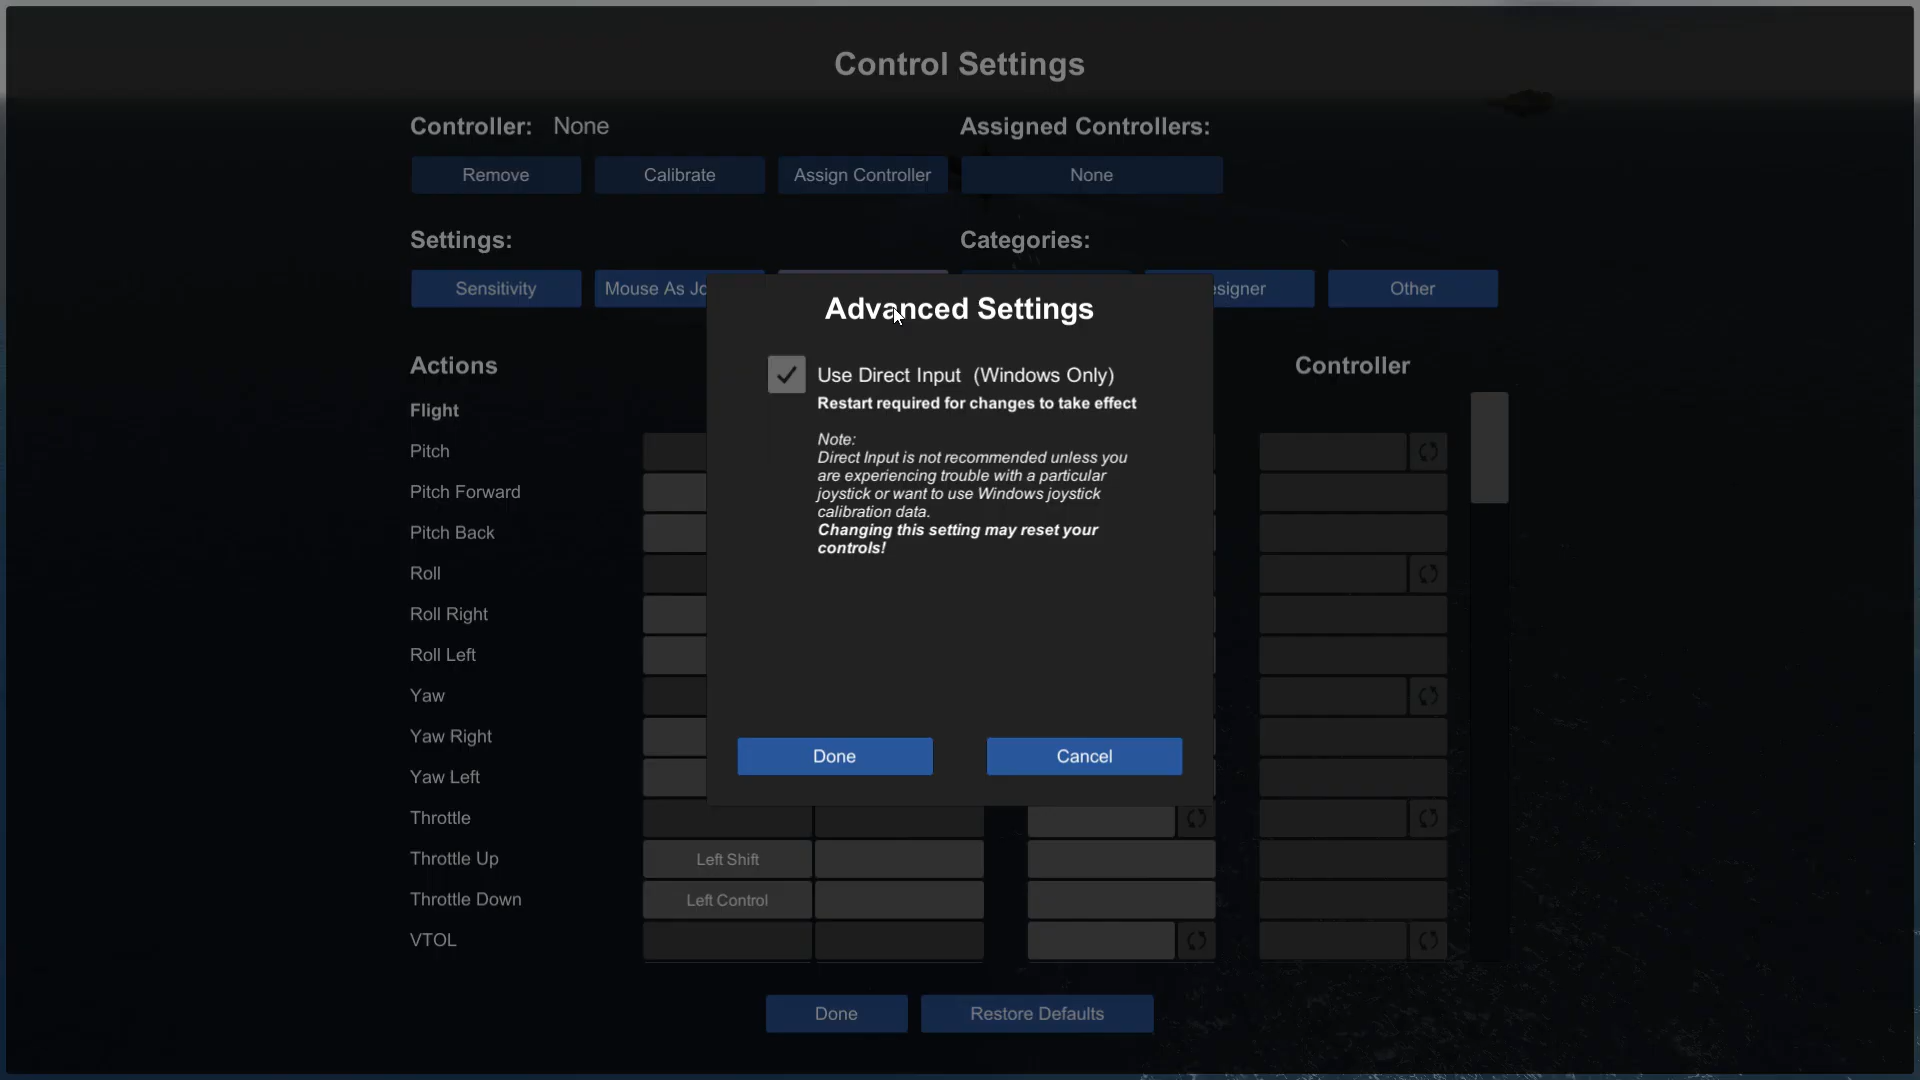 Control Settings
Controller: None
Assigned Controllers:
Remove
Calibrate
Assign Controller
None
Settings:
Categories:
Sensitivity
Mouse As Jo
esigner
Other
Advanced Settings
Use Direct Input (Windows Only)
Restart required for changes to take effect
Note:
Direct Input is not recommended unless you
are experiencing trouble with a particular
joystick or want to use Windows joystick
calibration data.
Changing this setting may reset your
controls!
Done
Cancel
Actions
Controller
Flight
Pitch
Pitch Forward
Pitch Back
Roll
Roll Right
Roll Left
Yaw
Yaw Right
Yaw Left
Throttle
Throttle Up
Left Shift
Throttle Down
Left Control
VTOL
Done
Restore Defaults